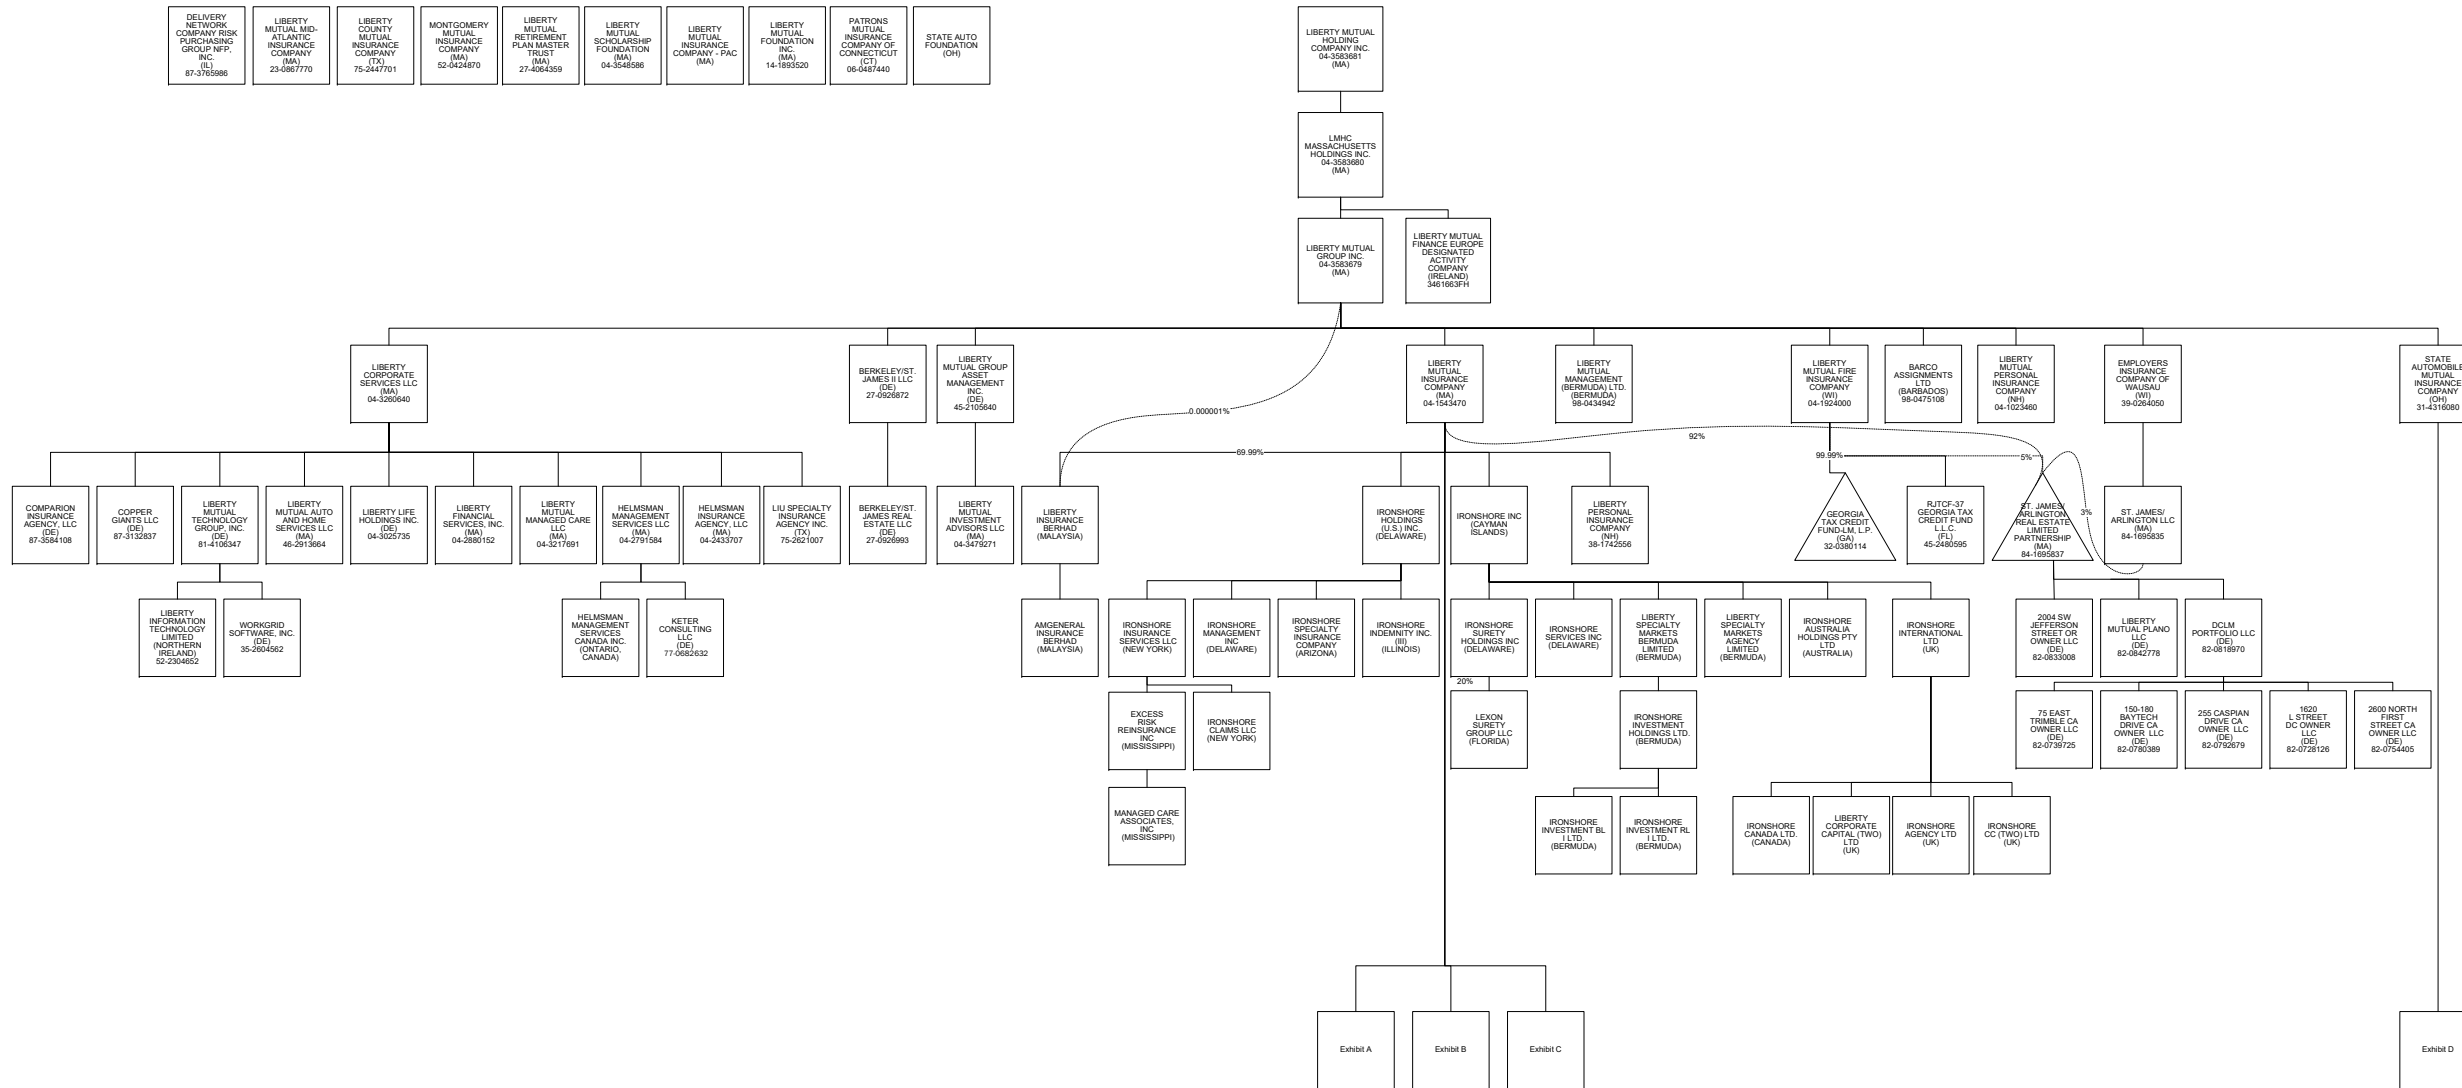 DELIVERY
NETWORK
COMPANY RISK
PURCHASING
GROUP NFP,
INC.
(IL)
87-3765986
LIBERTY
MUTUAL MID-
ATLANTIC
INSURANCE
COMPANY
(MA)
23-0867770
LIBERTY
COUNTY
MUTUAL
INSURANCE
COMPANY
(TX)
75-2447701
MONTGOMERY
MUTUAL
INSURANCE
COMPANY
(MA)
52-0424870
LIBERTY
MUTUAL
RETIREMENT
PLAN MASTER
TRUST
(MA)
27-4064359
LIBERTY
MUTUAL
SCHOLARSHIP
FOUNDATION
(MA)
04-3548586
LIBERTY
MUTUAL
INSURANCE
COMPANY - PAC
(MA)
LIBERTY
MUTUAL
FOUNDATION
INC.
(MA)
14-1893520
PATRONS
MUTUAL
INSURANCE
COMPANY OF
CONNECTICUT
(CT)
06-0487440
STATE AUTO
FOUNDATION
(OH)
LIBERTY MUTUAL
HOLDING
COMPANY INC.
04-3583681
(MA)
LMHC
MASSACHUSETTS
HOLDINGS INC.
04-3583680
(MA)
LIBERTY MUTUAL
GROUP INC.
04-3583679
(MA)
LIBERTY MUTUAL
FINANCE EUROPE
DESIGNATED
ACTIVITY
COMPANY
(IRELAND)
3461663FH
LIBERTY
CORPORATE
SERVICES LLC
(MA)
04-3260640
BERKELEY/ST.
JAMES II LLC
(DE)
27-0926872
LIBERTY
MUTUAL GROUP
ASSET
MANAGEMENT
INC.
(DE)
45-2105640
LIBERTY
MUTUAL
INSURANCE
COMPANY
(MA)
04-1543470
LIBERTY
MUTUAL
MANAGEMENT
(BERMUDA) LTD.
(BERMUDA)
98-0434942
LIBERTY
MUTUAL FIRE
INSURANCE
COMPANY
(WI)
04-1924000
BARCO
ASSIGNMENTS
LTD
(BARBADOS)
98-0475108
LIBERTY
MUTUAL
PERSONAL
INSURANCE
COMPANY
(NH)
04-1023460
EMPLOYERS
INSURANCE
COMPANY OF
WAUSAU
(WI)
39-0264050
STATE
AUTOMOBILE
MUTUAL
INSURANCE
COMPANY
(OH)
31-4316080
0.000001%
92%
69.99%
99.99%
5%
3%
COMPARION
INSURANCE
AGENCY, LLC
(DE)
87-3584108
COPPER
GIANTS LLC
(DE)
87-3132837
LIBERTY
MUTUAL
TECHNOLOGY
GROUP, INC.
(DE)
81-4106347
LIBERTY
MUTUAL AUTO
AND HOME
SERVICES LLC
(MA)
46-2913664
LIBERTY LIFE
HOLDINGS INC.
(DE)
04-3025735
LIBERTY
FINANCIAL
SERVICES, INC.
(MA)
04-2880152
LIBERTY
MUTUAL
MANAGED CARE
LLC
(MA)
04-3217691
HELMSMAN
MANAGEMENT
SERVICES LLC
(MA)
04-2791584
HELMSMAN
INSURANCE
AGENCY, LLC
(MA)
04-2433707
LIU SPECIALTY
INSURANCE
AGENCY INC.
(TX)
75-2621007
BERKELEY/ST.
JAMES REAL
ESTATE LLC
(DE)
27-0926993
LIBERTY
MUTUAL
INVESTMENT
ADVISORS LLC
(MA)
04-3479271
LIBERTY
INSURANCE
BERHAD
(MALAYSIA)
IRONSHORE
HOLDINGS
(U.S.) INC.
(DELAWARE)
IRONSHORE INC
(CAYMAN
ISLANDS)
LIBERTY
PERSONAL
INSURANCE
COMPANY
(NH)
38-1742556
GEORGIA
TAX CREDIT
FUND-LM, L.P.
(GA)
32-0380114
RJTCF-37
GEORGIA TAX
CREDIT FUND
L.L.C.
(FL)
45-2480595
ST. JAMES/
ARLINGTON
REAL ESTATE
LIMITED
PARTNERSHIP
(MA)
84-1695837
ST. JAMES/
ARLINGTON LLC
(MA)
84-1695835
LIBERTY
INFORMATION
TECHNOLOGY
LIMITED
(NORTHERN
IRELAND)
52-2304652
WORKGRID
SOFTWARE, INC.
(DE)
35-2604562
HELMSMAN
MANAGEMENT
SERVICES
CANADA INC.
(ONTARIO,
CANADA)
KETER
CONSULTING
LLC
(DE)
77-0682632
AMGENERAL
INSURANCE
BERHAD
(MALAYSIA)
IRONSHORE
INSURANCE
SERVICES LLC
(NEW YORK)
IRONSHORE
MANAGEMENT
INC
(DELAWARE)
IRONSHORE
SPECIALTY
INSURANCE
COMPANY
(ARIZONA)
IRONSHORE
INDEMNITY INC.
(III)
(ILLINOIS)
IRONSHORE
SURETY
HOLDINGS INC
(DELAWARE)
IRONSHORE
SERVICES INC
(DELAWARE)
LIBERTY
SPECIALTY
MARKETS
BERMUDA
LIMITED
(BERMUDA)
LIBERTY
SPECIALTY
MARKETS
AGENCY
LIMITED
(BERMUDA)
IRONSHORE
AUSTRALIA
HOLDINGS PTY
LTD
(AUSTRALIA)
IRONSHORE
INTERNATIONAL
LTD
(UK)
2004 SW
JEFFERSON
STREET OR
OWNER LLC
(DE)
82-0833008
LIBERTY
MUTUAL PLANO
LLC
(DE)
82-0842778
DCLM
PORTFOLIO LLC
(DE)
82-0818970
20%
EXCESS
RISK
REINSURANCE
INC
(MISSISSIPPI)
IRONSHORE
CLAIMS LLC
(NEW YORK)
LEXON
SURETY
GROUP LLC
(FLORIDA)
IRONSHORE
INVESTMENT
HOLDINGS LTD.
(BERMUDA)
75 EAST
TRIMBLE CA
OWNER LLC
(DE)
82-0739725
150-180
BAYTECH
DRIVE CA
OWNER LLC
(DE)
82-0780389
255 CASPIAN
DRIVE CA
OWNER LLC
(DE)
82-0792679
1620
L STREET
DC OWNER
LLC
(DE)
82-0728126
2600 NORTH
FIRST
STREET CA
OWNER LLC
(DE)
82-0754405
MANAGED CARE
ASSOCIATES,
INC
(MISSISSIPPI)
IRONSHORE
INVESTMENT BL
I LTD.
(BERMUDA)
IRONSHORE
INVESTMENT RL
I LTD.
(BERMUDA)
IRONSHORE
CANADA LTD.
(CANADA)
LIBERTY
CORPORATE
CAPITAL (TWO)
LTD
(UK)
IRONSHORE
AGENCY LTD
(UK)
IRONSHORE
CC (TWO) LTD
(UK)
Exhibit A
Exhibit B
Exhibit C
Exhibit D